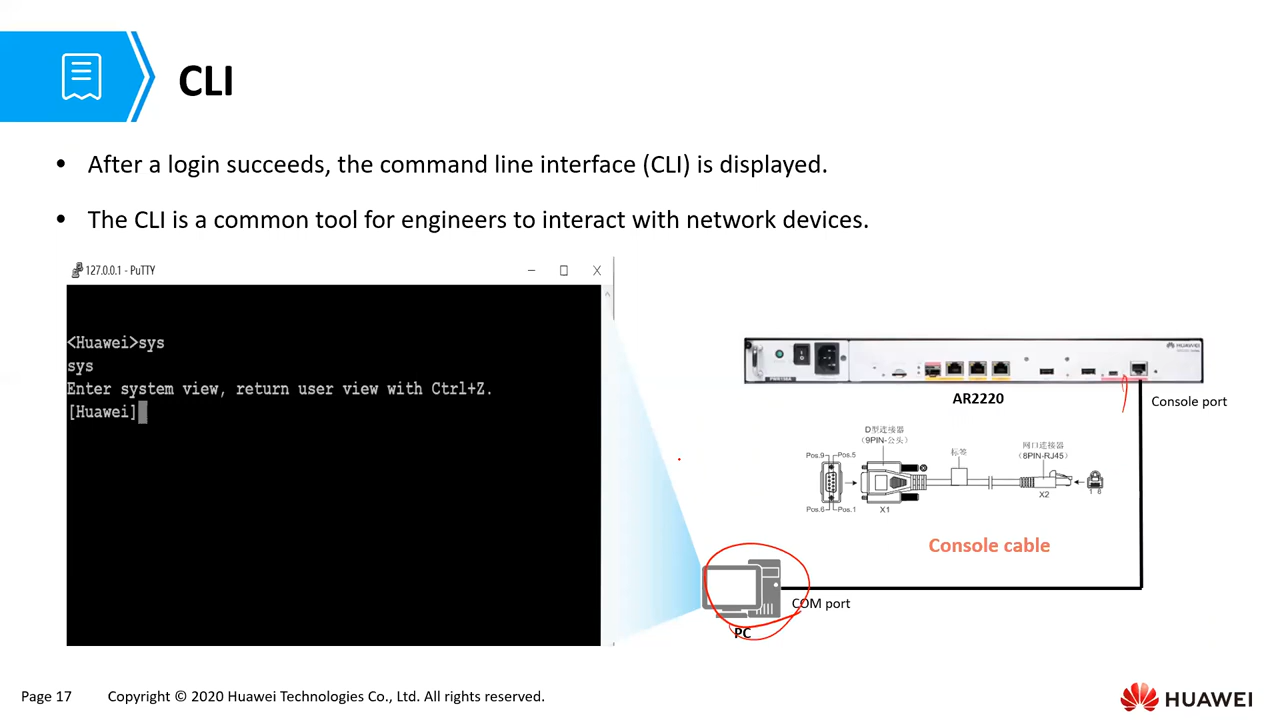 CLI
• After a login succeeds, the command line interface (CLI) is displayed.
• The CLI is a common tool for engineers to interact with network devices.
127.0.0.1 - PuTTY
<Huawei>sys
sys
Enter system view, return user view with Ctrl+Z.
[Huawei]
HUAWEI
AR2220
Console port
D型连接器
(9PIN-公头)
标签
网口连接器
(8PIN-RJ45)
Pos.9
Pos.5
Pos.6
Pos.1
X1
X2
1 8
Console cable
COM port
PC
Page 17
Copyright © 2020 Huawei Technologies Co., Ltd. All rights reserved.
HUAWEI